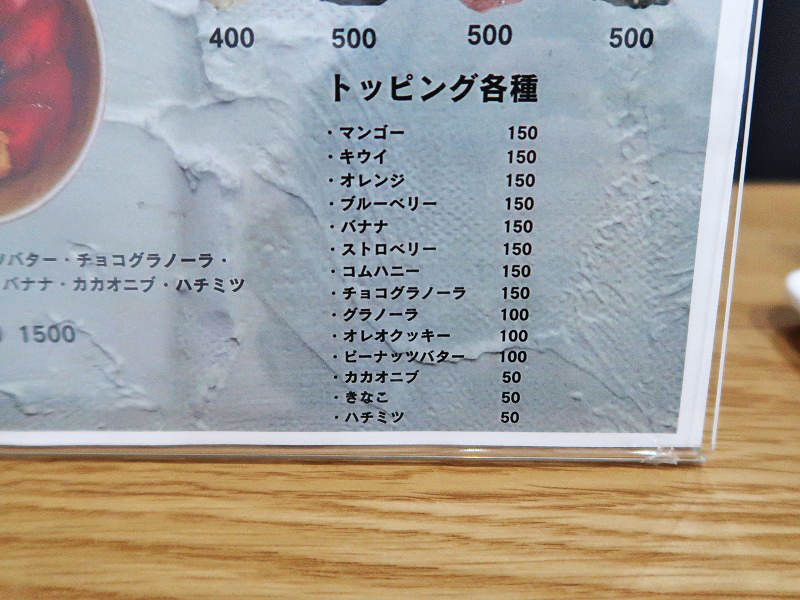 400 500 500 500
トッピング各種
・マンゴー 150
・キウイ 150
・オレンジ 150
・ブルーベリー 150
・バナナ 150
・ストロベリー 150
・コムハニー 150
・チョコグラノーラ 150
・グラノーラ 100
・オレオクッキー 100
・ピーナッツバター 100
・カカオニブ 50
・きなこ 50
・ハチミツ 50
バター・チョコグラノーラ・
バナナ・カカオニブ・ハチミツ
1500